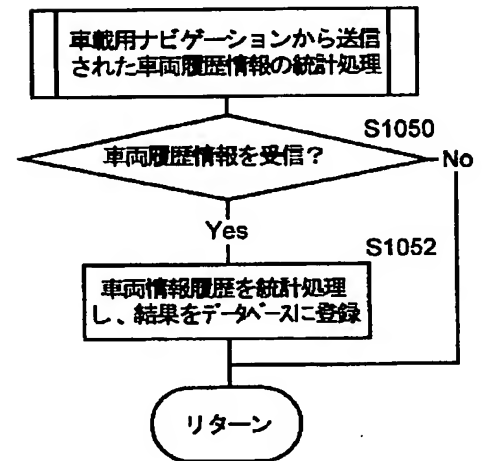 車載用ナビゲーションから送信
された車両履歴情報の統計処理
S1050
車両履歴情報を受信?
No
Yes
S1052
車両情報履歴を統計処理
し、結果をデータベースに登録
リターン